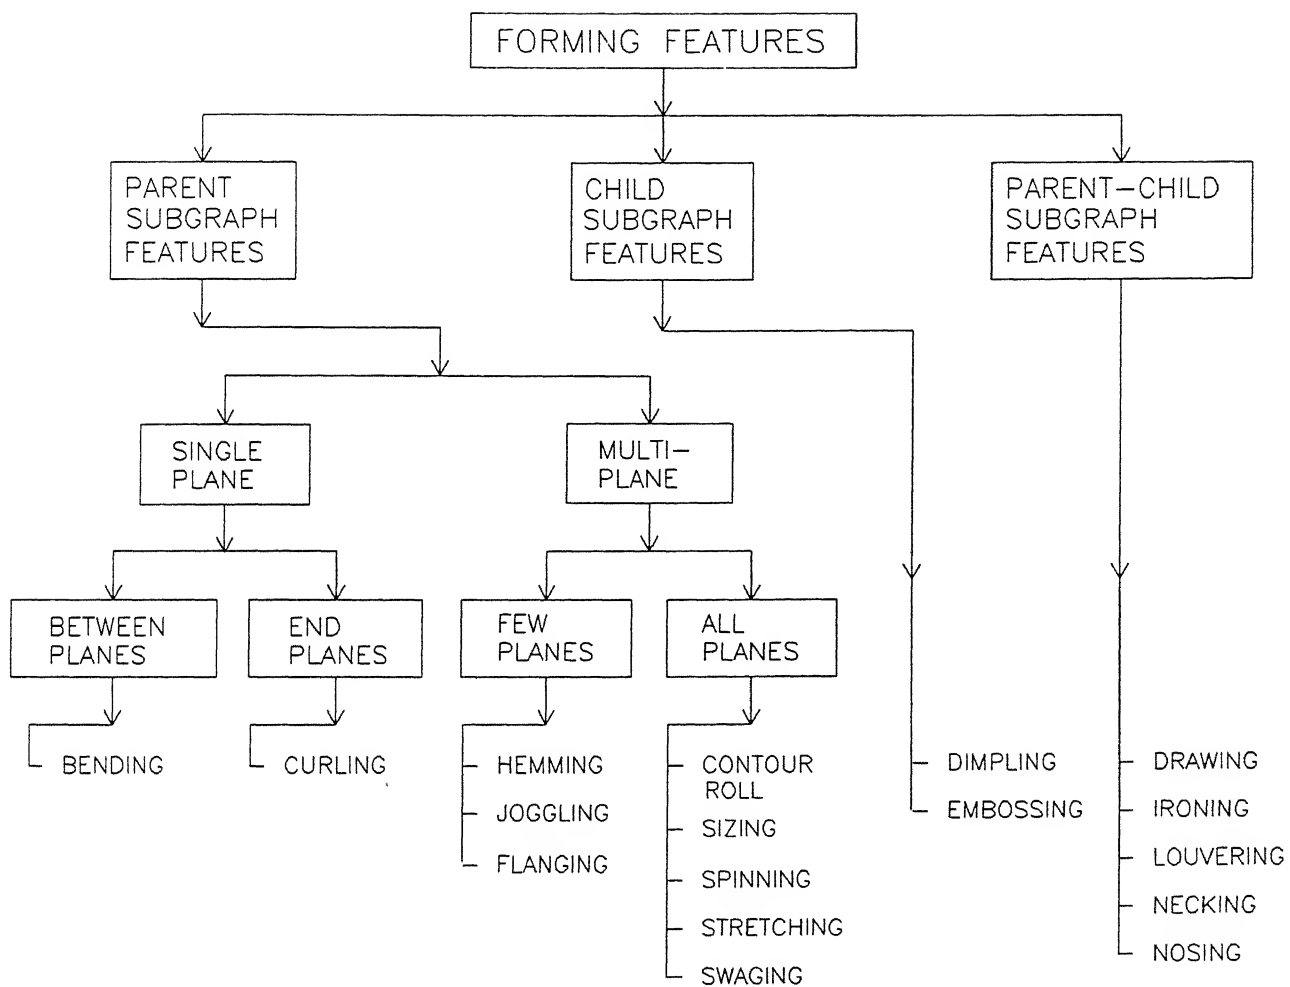 FORMING FEATURES
PARENT
SUBGRAPH
FEATURES
CHILD
SUBGRAPH
FEATURES
PARENT-CHILD
SUBGRAPH
FEATURES
SINGLE
PLANE
MULTI-
PLANE
BETWEEN
PLANES
END
PLANES
FEW
PLANES
ALL
PLANES
BENDING
CURLING
HEMMING
JOGGLING
FLANGING
CONTOUR
ROLL
SIZING
SPINNING
STRETCHING
SWAGING
DIMPLING
EMBOSSING
DRAWING
IRONING
LOUVERING
NECKING
NOSING